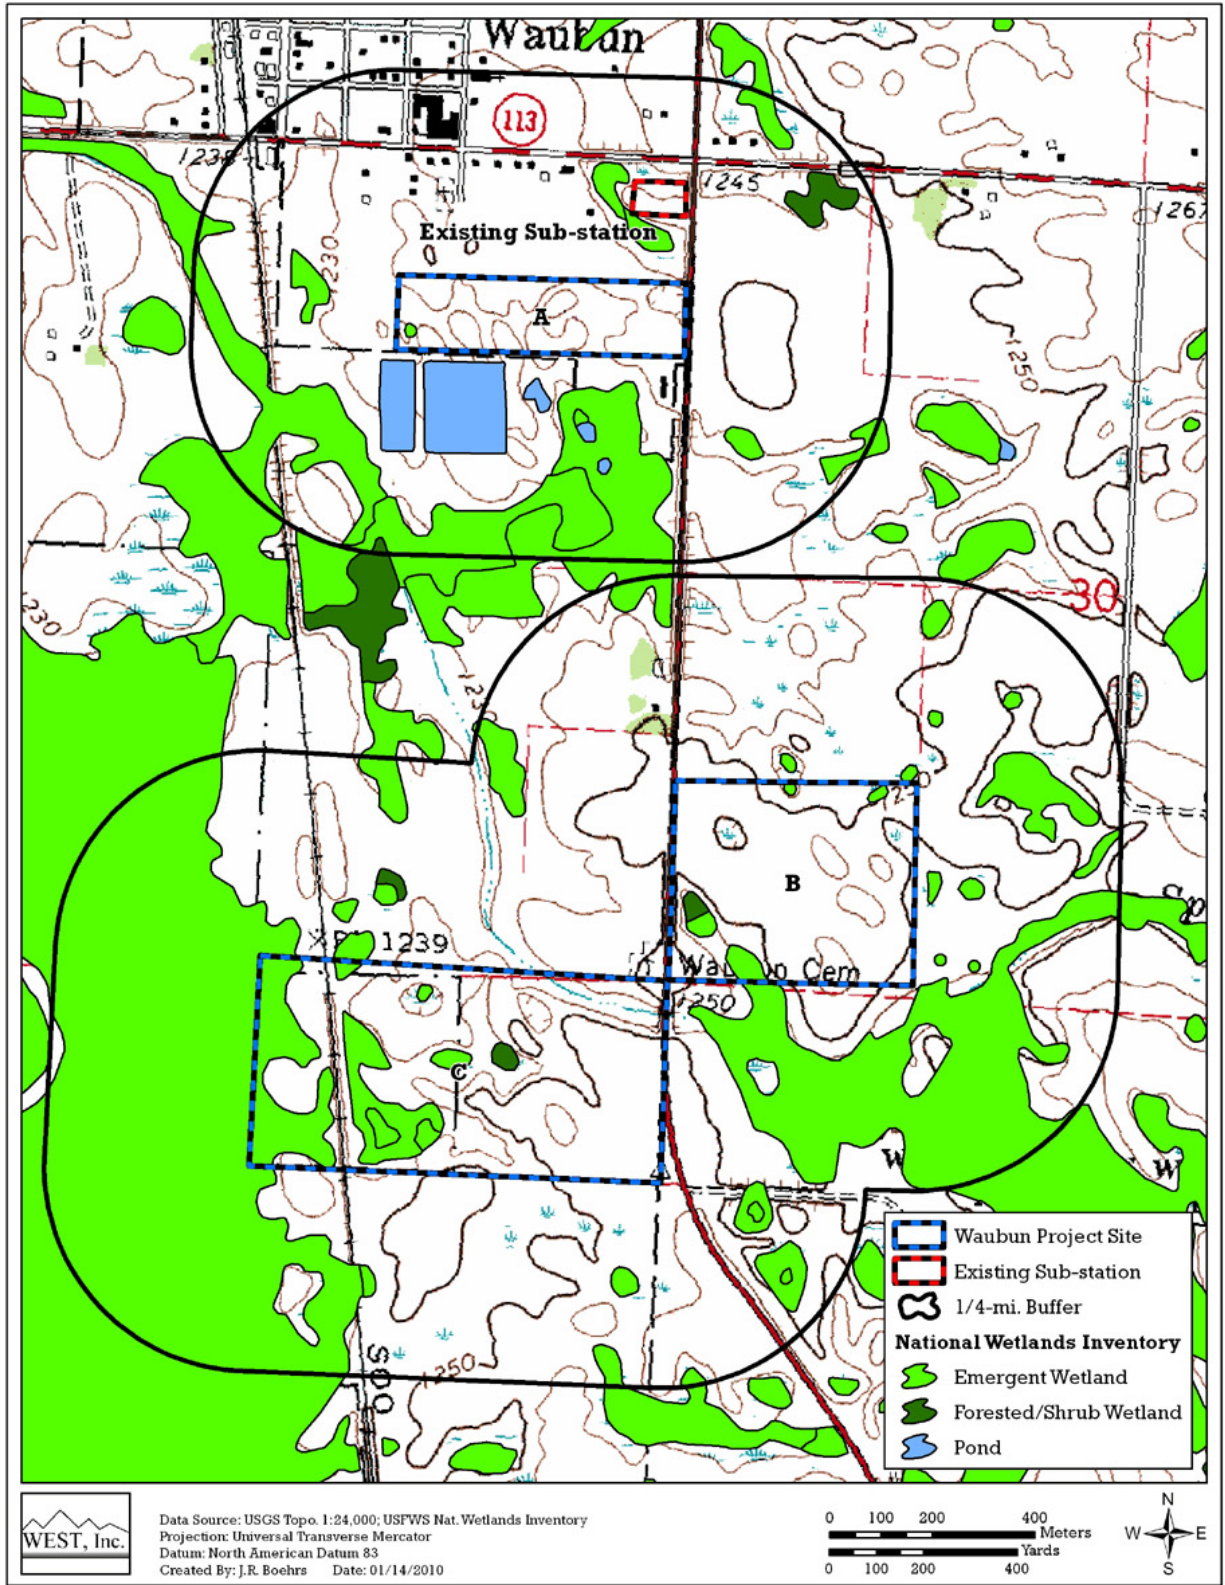 Waubun
113
1245
1267
Existing Sub-station
1230
A
1250
30
230
B
1239
1250
C
W
W
SOO
1250
Waubun Project Site
Existing Sub-station
1/4-mi. Buffer
National Wetlands Inventory
Emergent Wetland
Forested/Shrub Wetland
Pond
WEST, Inc.
Data Source: USGS Topo. 1:24,000; USFWS Nat. Wetlands Inventory
Projection: Universal Transverse Mercator
Datum: North American Datum 83
Created By: J.R. Boehrs Date: 01/14/2010
0 100 200 400
Meters
Yards
0 100 200 400
N
W E
S